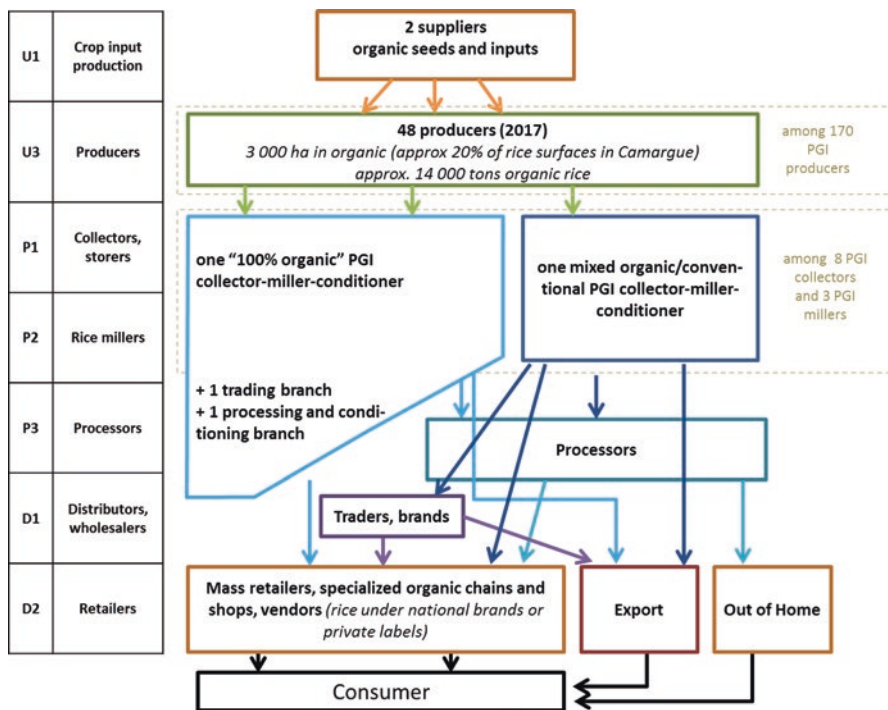 U1
Crop input
production
2 suppliers
organic seeds and inputs
U3
Producers
48 producers (2017)
3 000 ha in organic (approx 20% of rice surfaces in Camargue)
approx. 14 000 tons organic rice
among 170
PGI
producers
P1
Collectors,
storers
one “100% organic” PGI
collector-miller-conditioner
one mixed organic/conven-
tional PGI collector-miller-
conditioner
among 8 PGI
collectors
and 3 PGI
millers
P2
Rice millers
P3
Processors
+ 1 trading branch
+ 1 processing and condi-
tioning branch
Processors
D1
Distributors,
wholesalers
Traders, brands
D2
Retailers
Mass retailers, specialized organic chains and
shops, vendors (rice under national brands or
private labels)
Export
Out of Home
Consumer